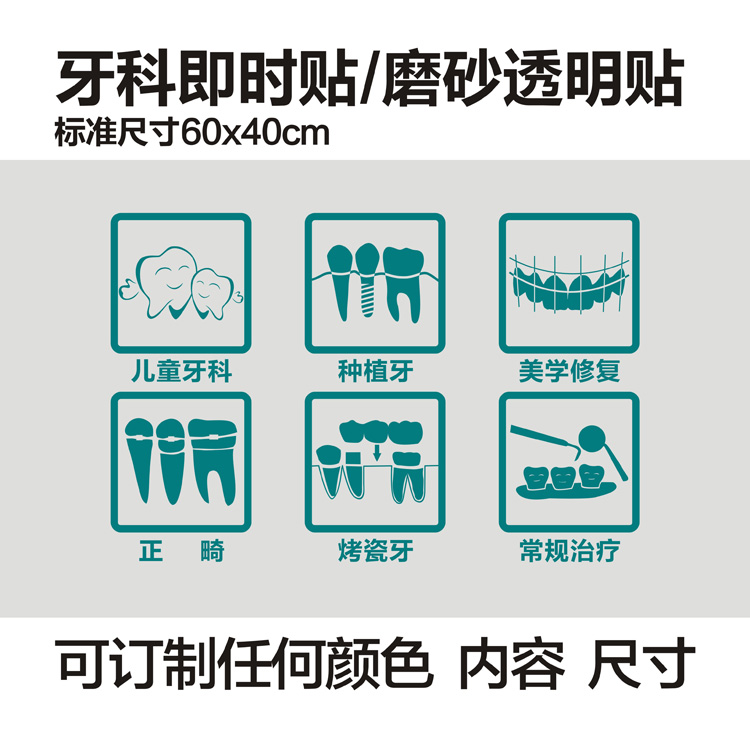 牙科即时贴/磨砂透明贴
标准尺寸60x40cm
儿童牙科 种植牙 美学修复
正 畸 烤瓷牙 常规治疗
可订制任何颜色 内容 尺寸